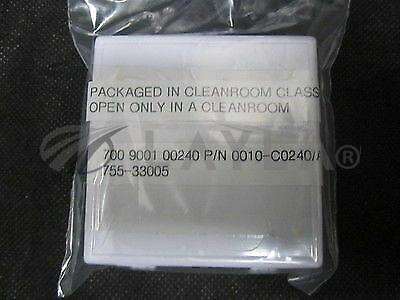 PACKAGED IN CLEANROOM CLASS
OPEN ONLY IN A CLEANROOM
LAYER®
700 9001 00240 P/N 0010-C0240/
755-33005